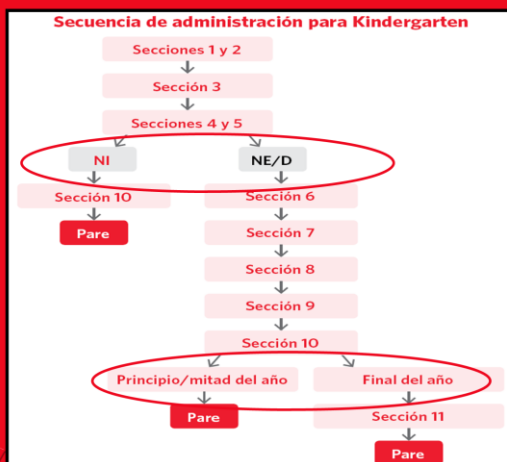 Secuencia de administración para Kindergarten
Secciones 1 y 2
Sección 3
Secciones 4 y 5
NI NE/D
Sección 10 Sección 6
Pare Sección 7
Sección 8
Sección 9
Sección 10
Principio/mitad del año Final del año
Pare Sección 11
Pare